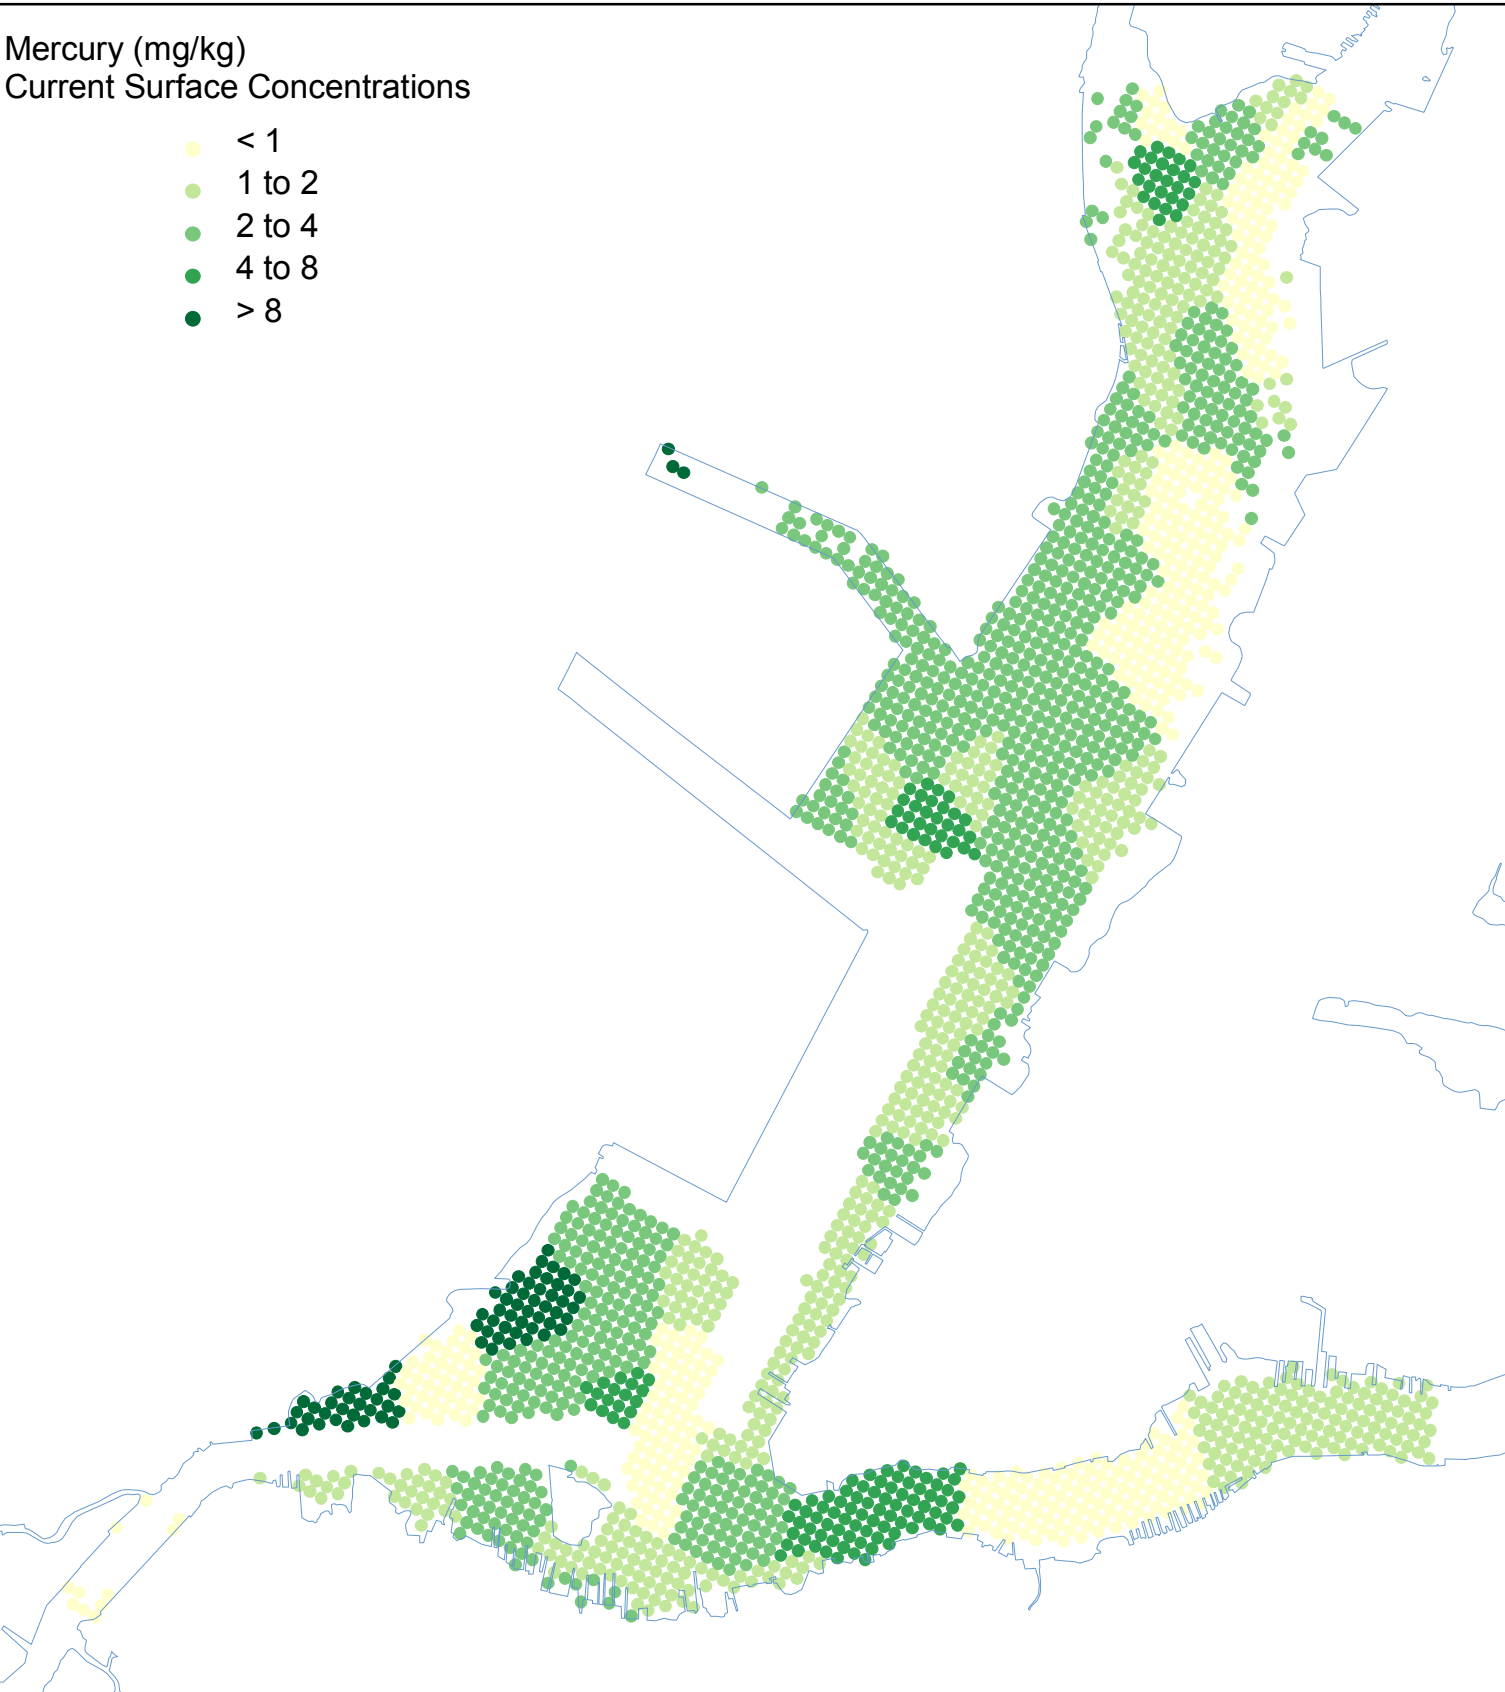 Mercury (mg/kg)
Current Surface Concentrations
< 1
1 to 2
2 to 4
4 to 8
> 8